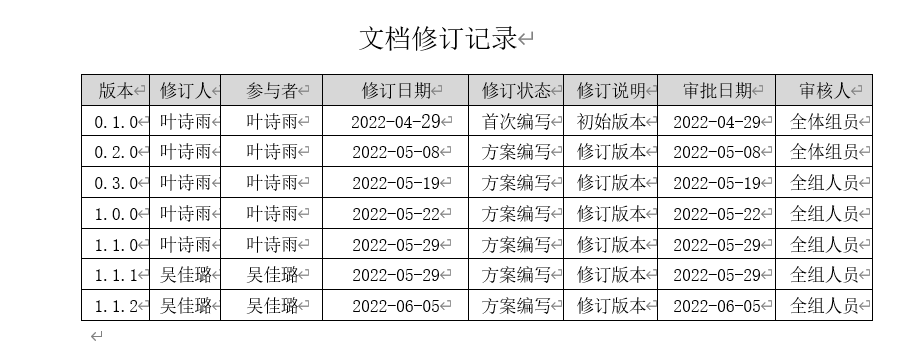 文档修订记录
版本 修订人 参与者 修订日期 修订状态 修订说明 审批日期 审核人
0.1.0 叶诗雨 叶诗雨 2022-04-29 首次编写 初始版本 2022-04-29 全体组员
0.2.0 叶诗雨 叶诗雨 2022-05-08 方案编写 修订版本 2022-05-08 全体组员
0.3.0 叶诗雨 叶诗雨 2022-05-19 方案编写 修订版本 2022-05-19 全组人员
1.0.0 叶诗雨 叶诗雨 2022-05-22 方案编写 修订版本 2022-05-22 全组人员
1.1.0 叶诗雨 叶诗雨 2022-05-29 方案编写 修订版本 2022-05-29 全组人员
1.1.1 吴佳璐 吴佳璐 2022-05-29 方案编写 修订版本 2022-05-29 全组人员
1.1.2 吴佳璐 吴佳璐 2022-06-05 方案编写 修订版本 2022-06-05 全组人员